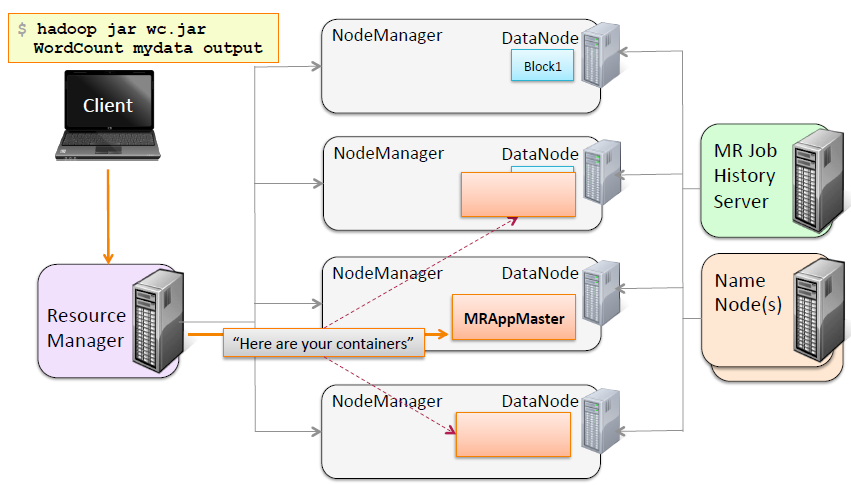 $ hadoop jar wc.jar
WordCount mydata output
Client
Resource
Manager
NodeManager
DataNode
Block1
NodeManager
DataNode
NodeManager
DataNode
MRAppMaster
“Here are your containers”
NodeManager
DataNode
MR Job
History
Server
Name
Node(s)